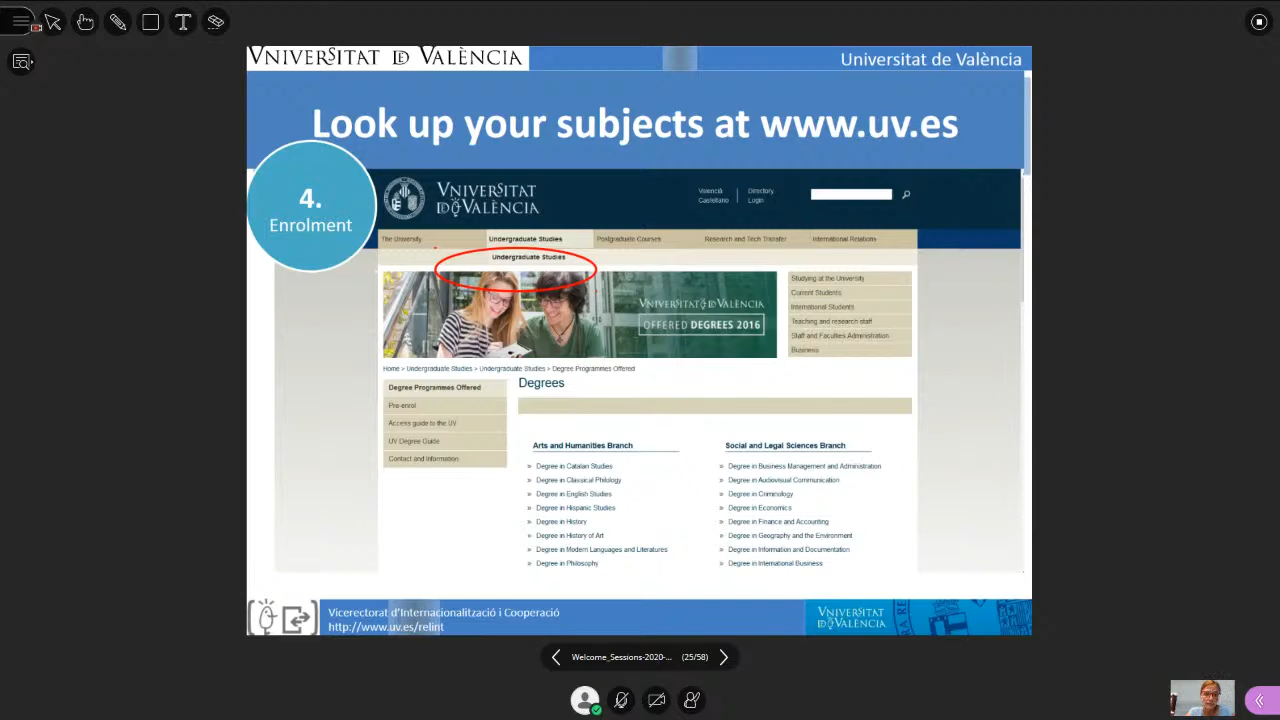 VNIVERSITAT DE VALÈNCIA
Universitat de València
Look up your subjects at www.uv.es
4.
Enrolment
VNIVERSITAT
DE VALÈNCIA
Valencià
Castellano
Directory
Login
The University
Undergraduate Studies
Postgraduate Courses
Research and Tech Transfer
International Relations
Undergraduate Studies
VNIVERSITAT DE VALÈNCIA
OFFERED DEGREES 2016
Studying at the University
Current Students
International Students
Teaching and research staff
Staff and Faculties Administration
Business
Home > Undergraduate Studies > Undergraduate Studies > Degree Programmes Offered
Degree Programmes Offered
Pre-enrol
Access guide to the UV
UV Degree Guide
Contact and Information
Degrees
Arts and Humanities Branch
» Degree in Catalan Studies
» Degree in Classical Philology
» Degree in English Studies
» Degree in Hispanic Studies
» Degree in History
» Degree in History of Art
» Degree in Modern Languages and Literatures
» Degree in Philosophy
Social and Legal Sciences Branch
» Degree in Business Management and Administration
» Degree in Audiovisual Communication
» Degree in Criminology
» Degree in Economics
» Degree in Finance and Accounting
» Degree in Geography and the Environment
» Degree in Information and Documentation
» Degree in International Business
Vicerectorat d'Internacionalització i Cooperació
http://www.uv.es/relint
VNIVERSITAT
DE VALÈNCIA
Welcome_Sessions-2020-... (25/58)